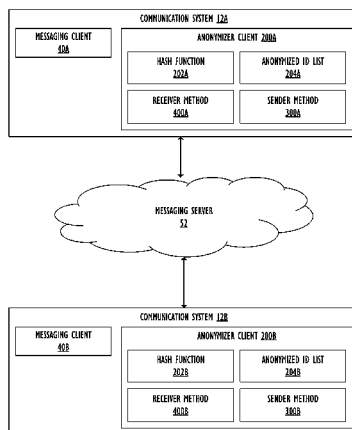 COMMUNICATION SYSTEM 12A
MESSAGING CLIENT
40A
ANONYMIZER CLIENT 200A
HASH FUNCTION
202A
ANONYMIZED ID LIST
204A
RECEIVER METHOD
400A
SENDER METHOD
300A
MESSAGING SERVER
52
COMMUNICATION SYSTEM 12B
MESSAGING CLIENT
40B
ANONYMIZER CLIENT 200B
HASH FUNCTION
202B
ANONYMIZED ID LIST
204B
RECEIVER METHOD
400B
SENDER METHOD
300B